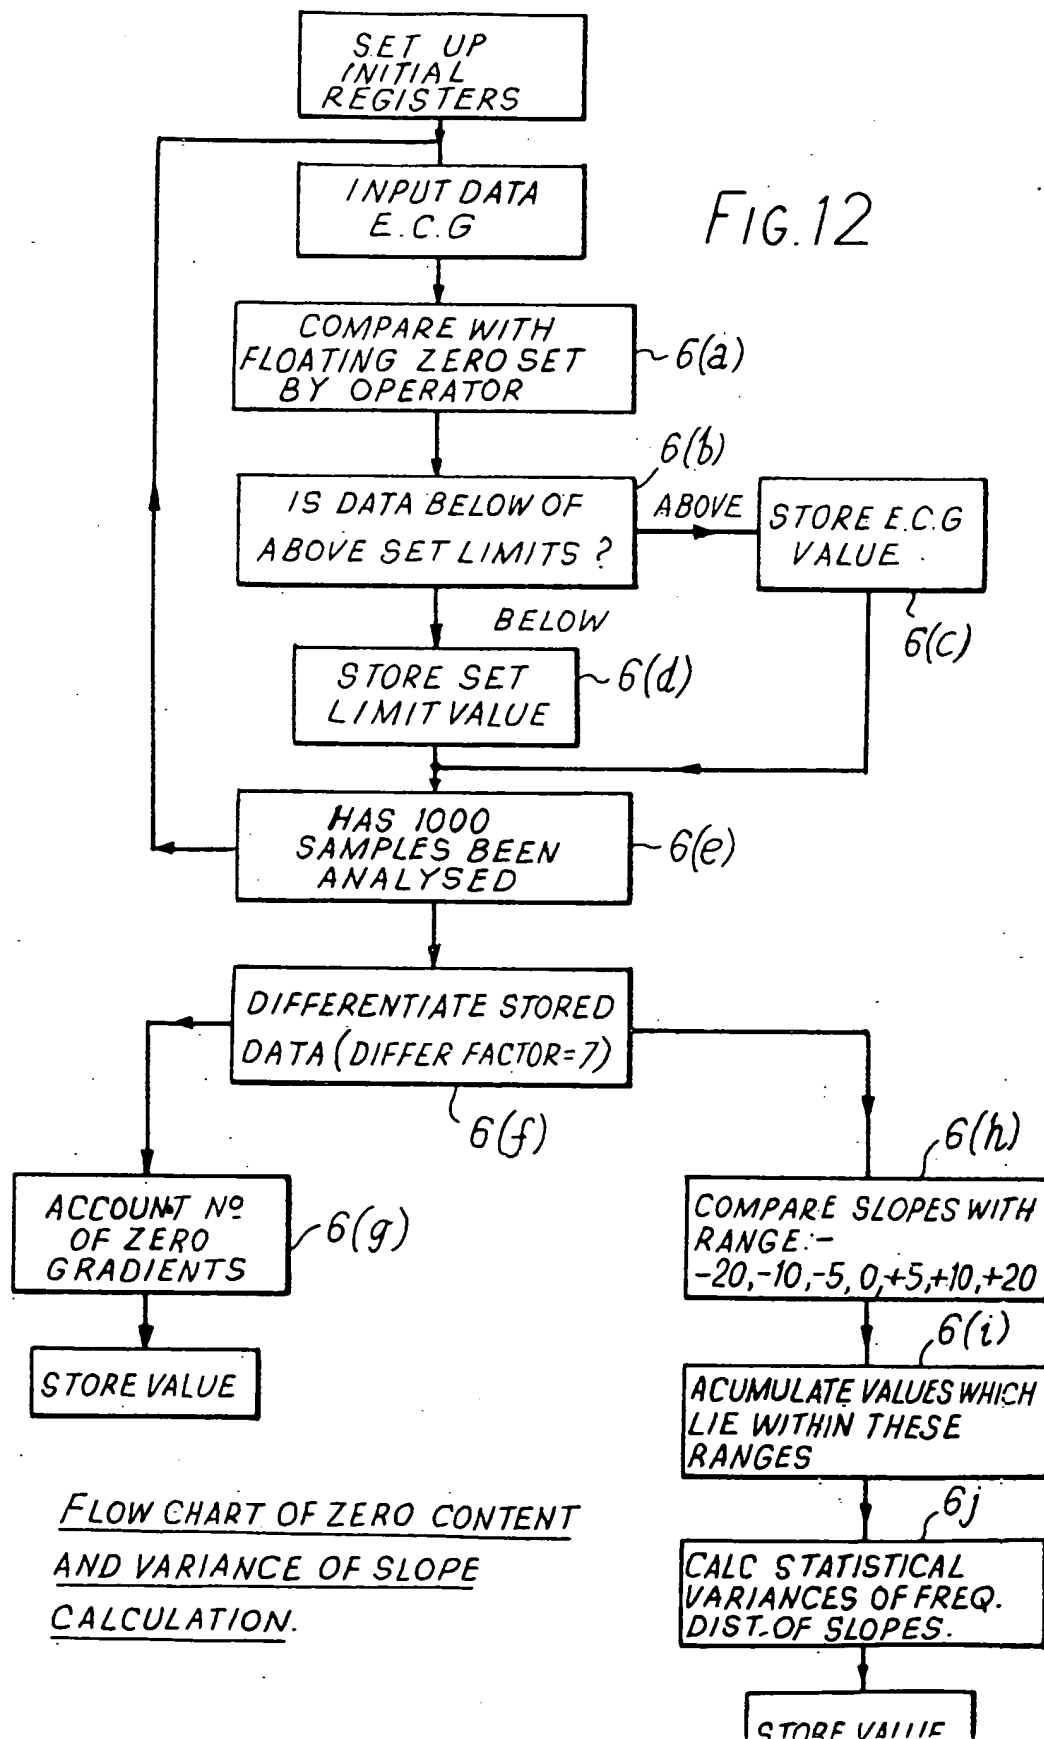 SET UP
INITIAL
REGISTERS
INPUT DATA
E.C.G
FIG.12
COMPARE WITH
FLOATING ZERO SET
BY OPERATOR
6(a)
6(b)
IS DATA BELOW OF
ABOVE SET LIMITS ?
ABOVE
STORE E.C.G
VALUE
6(c)
BELOW
STORE SET
LIMIT VALUE
6(d)
HAS 1000
SAMPLES BEEN
ANALYSED
6(e)
DIFFERENTIATE STORED
DATA (DIFFER FACTOR=7)
6(f)
ACCOUNT Nº
OF ZERO
GRADIENTS
6(g)
STORE VALUE
6(h)
COMPARE SLOPES WITH
RANGE:-
-20,-10,-5, 0,+5,+10,+20
6(i)
ACUMULATE VALUES WHICH
LIE WITHIN THESE
RANGES
6j
CALC STATISTICAL
VARIANCES OF FREQ.
DIST. OF SLOPES.
STORE VALUE
FLOW CHART OF ZERO CONTENT
AND VARIANCE OF SLOPE
CALCULATION.